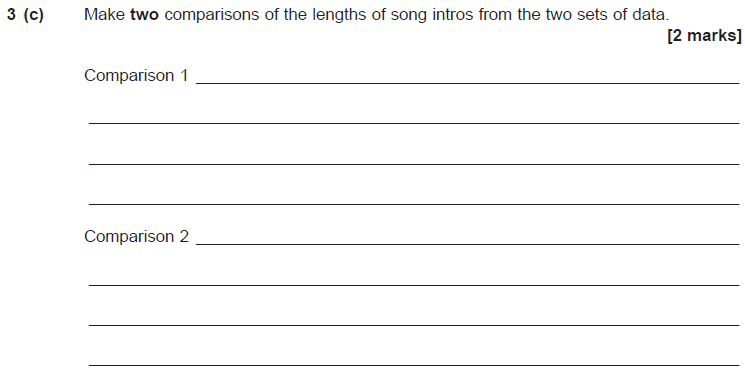 3 (c) Make two comparisons of the lengths of song intros from the two sets of data.
[2 marks]
Comparison 1
Comparison 2